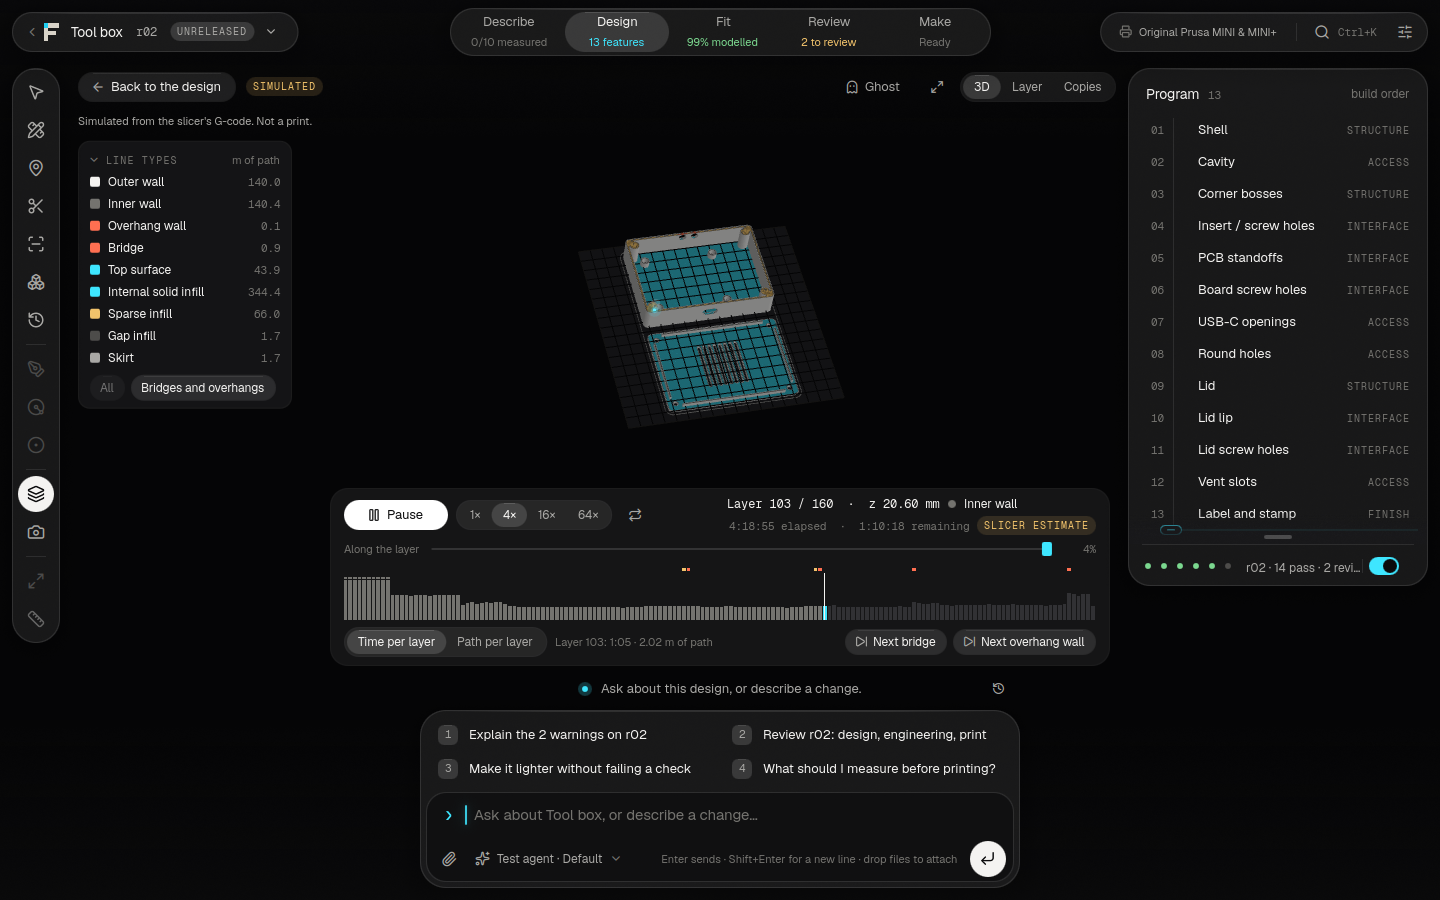 Tool box r02 UNRELEASED
Describe
0/10 measured
Design
13 features
Fit
99% modelled
Review
2 to review
Make
Ready
Original Prusa MINI & MINI+
Ctrl+K
Back to the design SIMULATED
Simulated from the slicer's G-code. Not a print.
Ghost
3D Layer Copies
LINE TYPES m of path
Outer wall 140.0
Inner wall 140.4
Overhang wall 0.1
Bridge 0.9
Top surface 43.9
Internal solid infill 344.4
Sparse infill 66.0
Gap infill 1.7
Skirt 1.7
All Bridges and overhangs
Program 13 build order
01 Shell STRUCTURE
02 Cavity ACCESS
03 Corner bosses STRUCTURE
04 Insert / screw holes INTERFACE
05 PCB standoffs INTERFACE
06 Board screw holes INTERFACE
07 USB-C openings ACCESS
08 Round holes ACCESS
09 Lid STRUCTURE
10 Lid lip INTERFACE
11 Lid screw holes INTERFACE
12 Vent slots ACCESS
13 Label and stamp FINISH
r02 · 14 pass · 2 revi...
Pause
1× 4× 16× 64×
Layer 103 / 160 · z 20.60 mm Inner wall
4:18:55 elapsed · 1:10:18 remaining SLICER ESTIMATE
Along the layer 4%
Time per layer Path per layer Layer 103: 1:05 · 2.02 m of path
Next bridge Next overhang wall
Ask about this design, or describe a change.
1 Explain the 2 warnings on r02
2 Review r02: design, engineering, print
3 Make it lighter without failing a check
4 What should I measure before printing?
Ask about Tool box, or describe a change...
Test agent · Default
Enter sends · Shift+Enter for a new line · drop files to attach